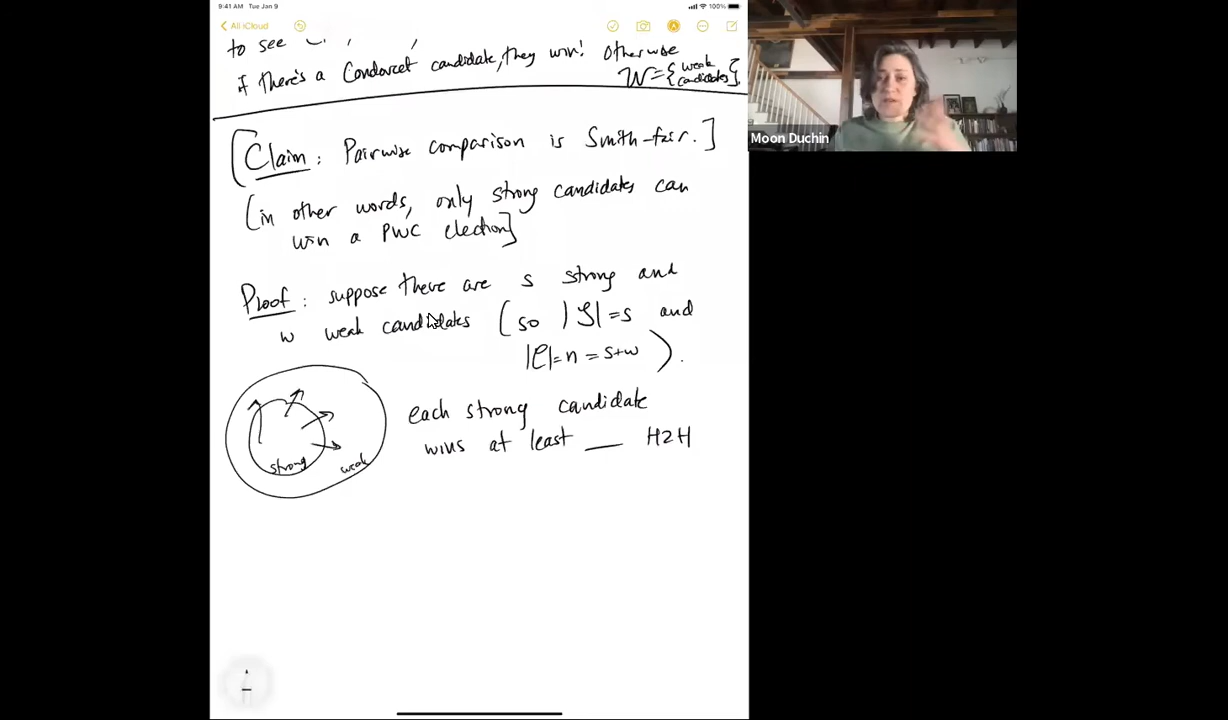 9:41 AM Tue Jan 9
100%
All iCloud
to see
if there's a Condorcet candidate, they win! Otherwise
W = {weak candidates}.
[Claim: Pairwise comparison is Smith-fair.]
[in other words, only strong candidates can
win a PWC election]
Proof: suppose there are s strong and
w weak candidates (so |S| = s and
|C| = n = s+w).
each strong candidate
wins at least __ H2H
strong
weak
Moon Duchin